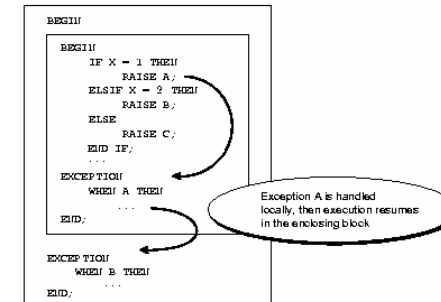 BEGIN
BEGIN
IF X = 1 THEN
RAISE A;
ELSIF X = 2 THEN
RAISE B;
ELSE
RAISE C;
END IF;
...
EXCEPTION
WHEN A THEN
...
END;
EXCEPTION
WHEN B THEN
...
END;
Exception A is handled
locally, then execution resumes
in the enclosing block